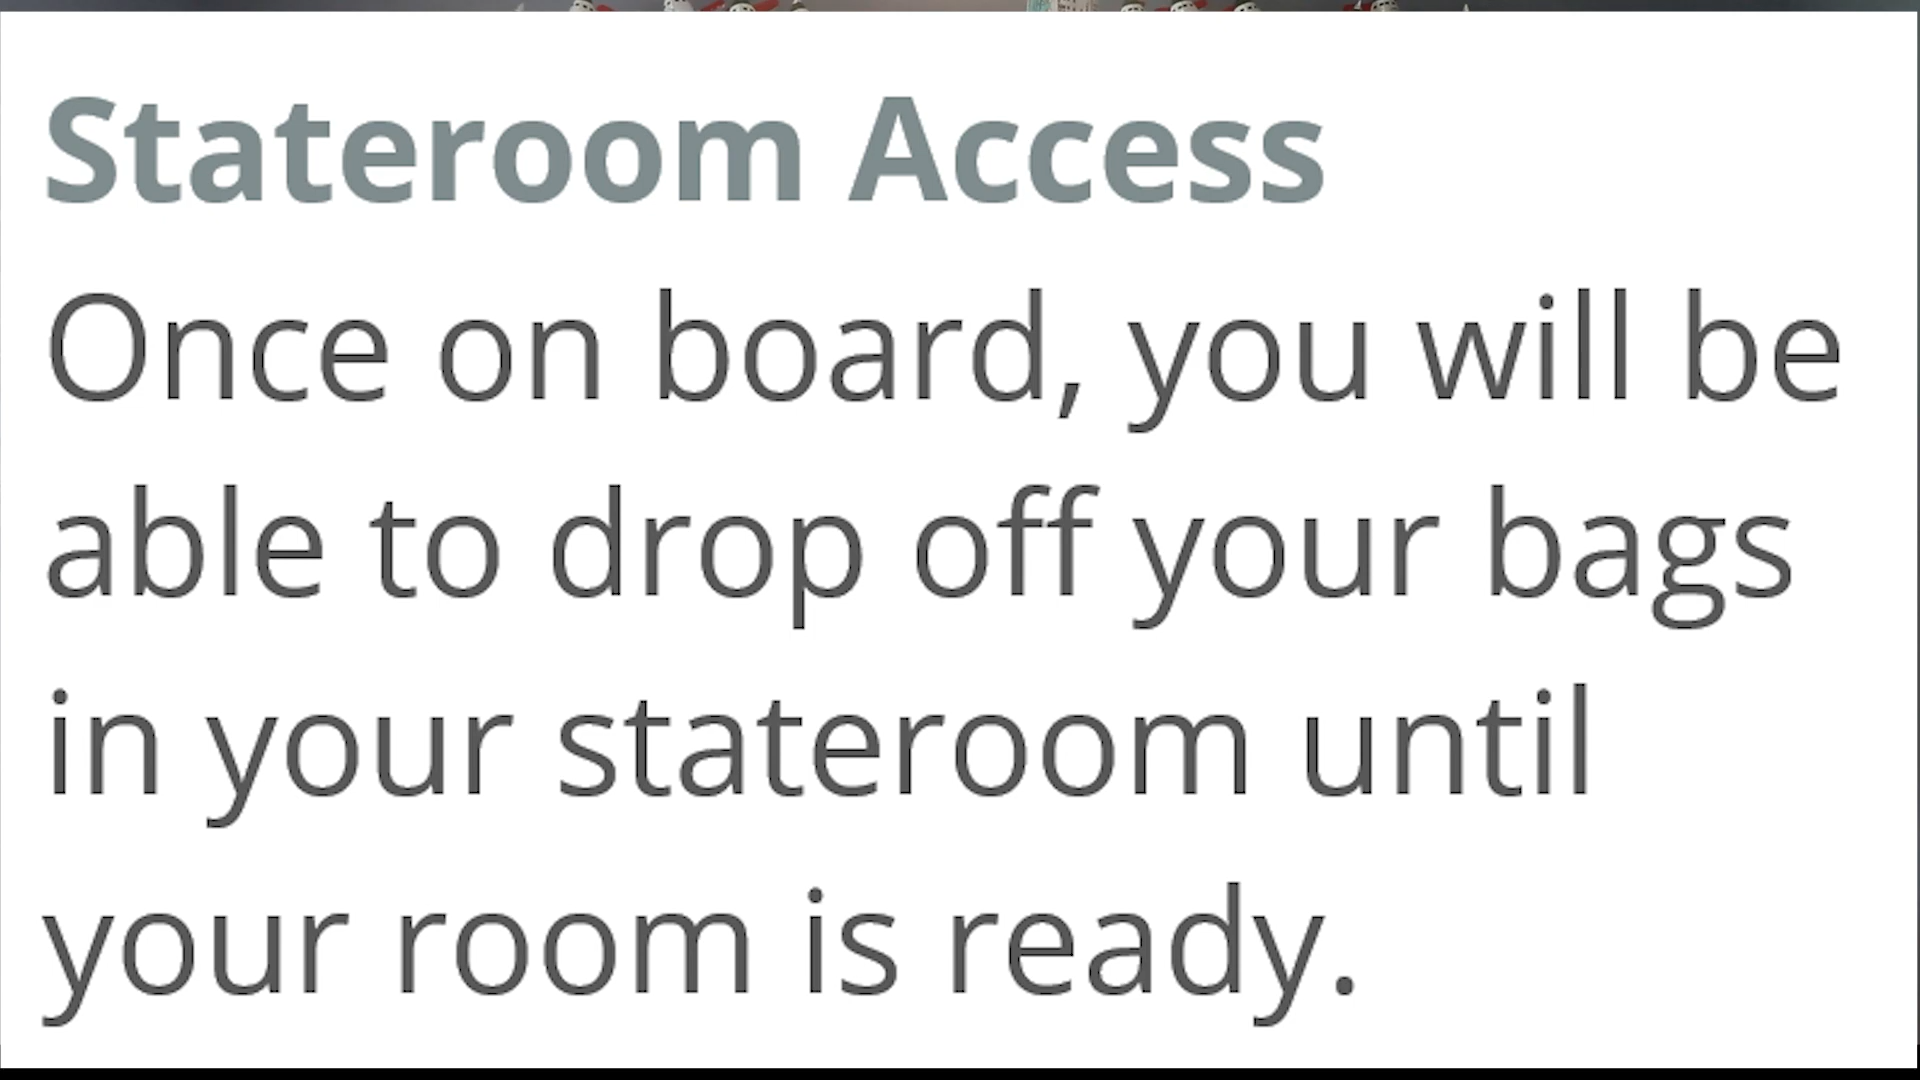 Stateroom Access
Once on board, you will be
able to drop off your bags
in your stateroom until
your room is ready.